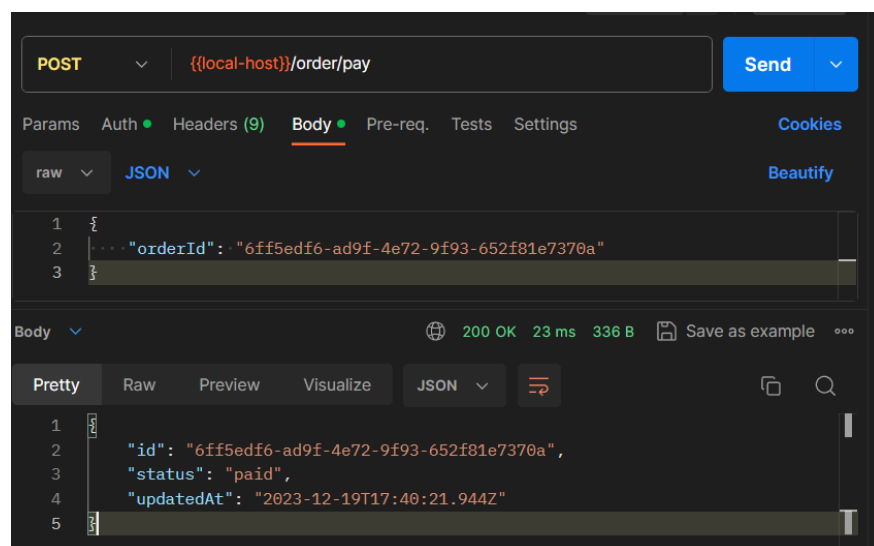 POST {{local-host}}/order/pay Send
Params Auth Headers (9) Body Pre-req. Tests Settings Cookies
raw JSON Beautify
1 {
2 "orderId": "6ff5edf6-ad9f-4e72-9f93-652f81e7370a"
3 }
Body 200 OK 23 ms 336 B Save as example
Pretty Raw Preview Visualize JSON
1 {
2 "id": "6ff5edf6-ad9f-4e72-9f93-652f81e7370a",
3 "status": "paid",
4 "updatedAt": "2023-12-19T17:40:21.944Z"
5 }